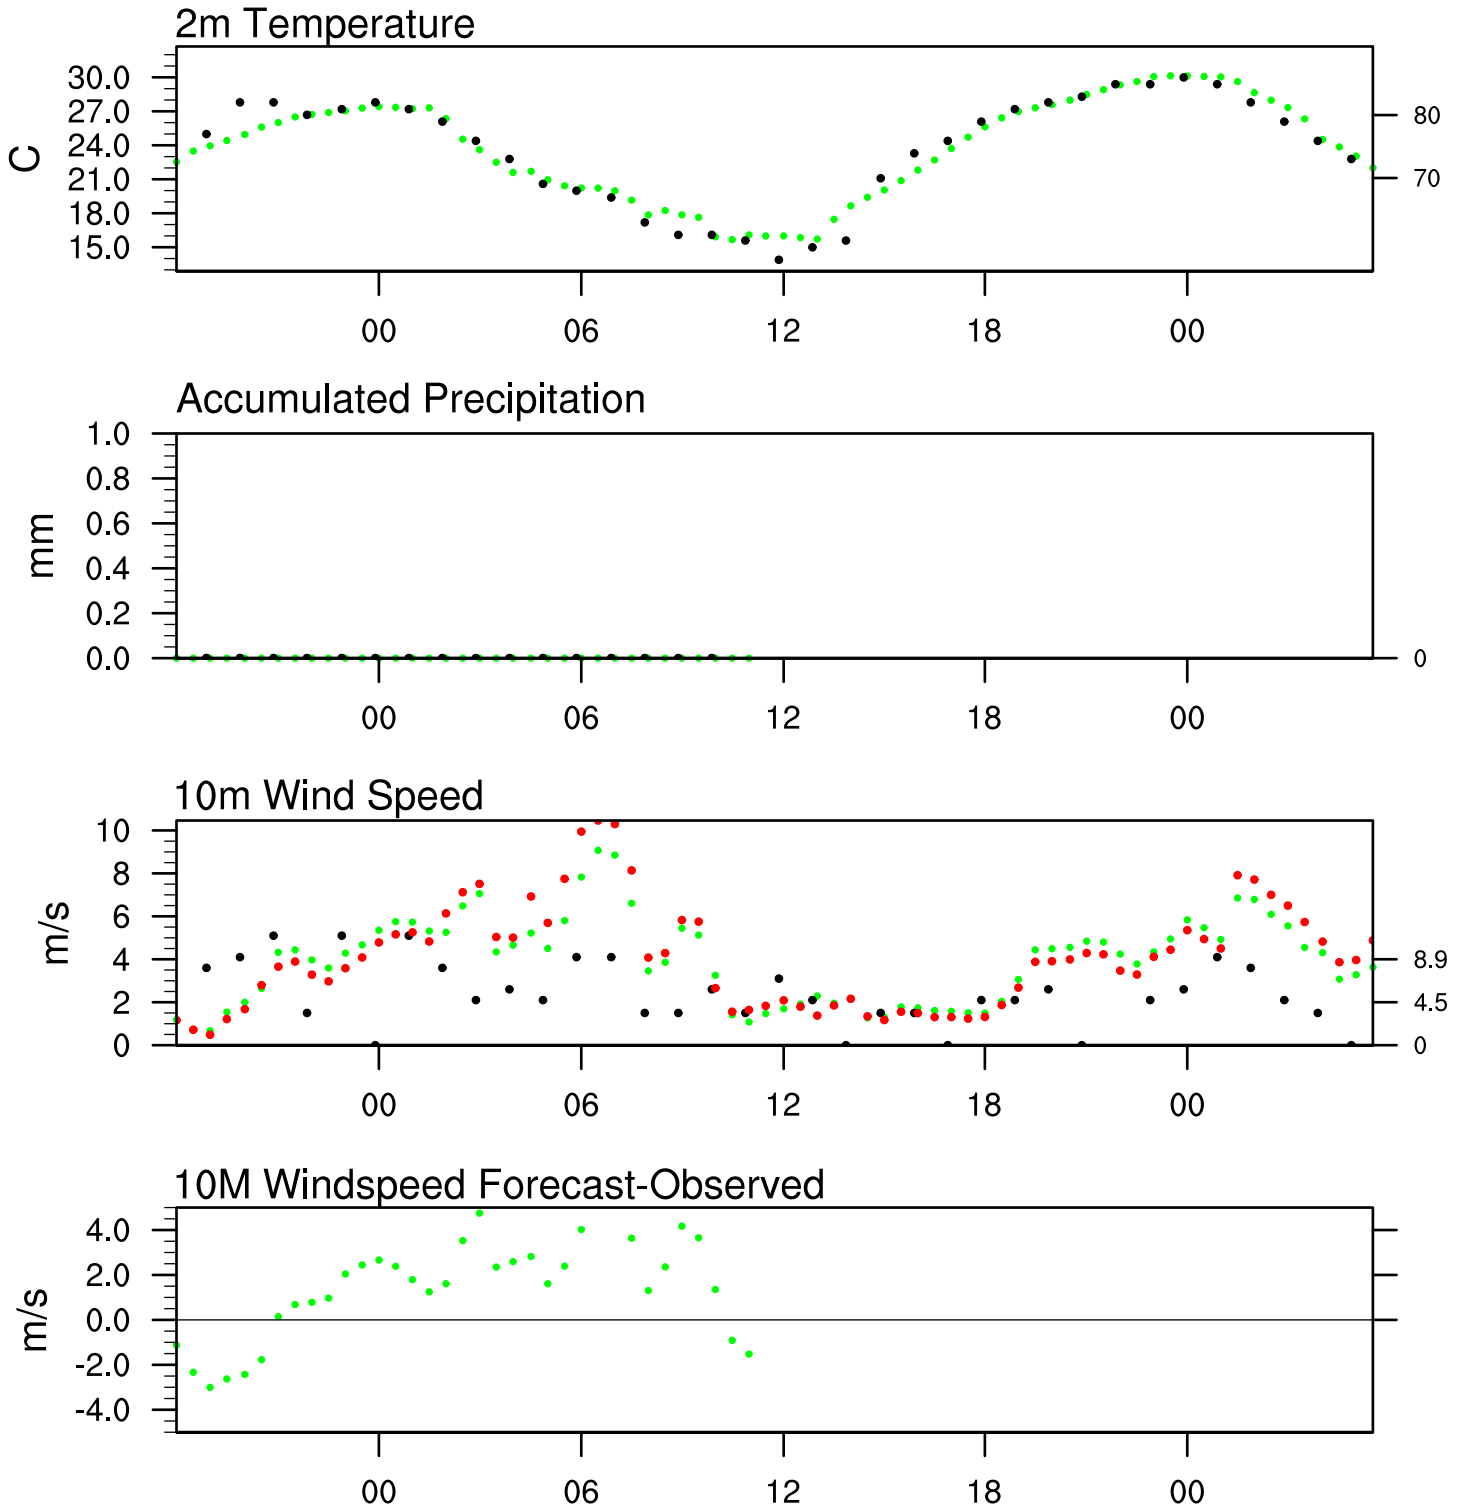 2m Temperature
30.0
27.0
24.0
21.0
18.0
15.0
C
80
70
00 06 12 18 00
Accumulated Precipitation
1.0
0.8
0.6
0.4
0.2
0.0
mm
0
00 06 12 18 00
10m Wind Speed
10
8
6
4
2
0
m/s
8.9
4.5
0
00 06 12 18 00
10M Windspeed Forecast-Observed
4.0
2.0
0.0
-2.0
-4.0
m/s
00 06 12 18 00